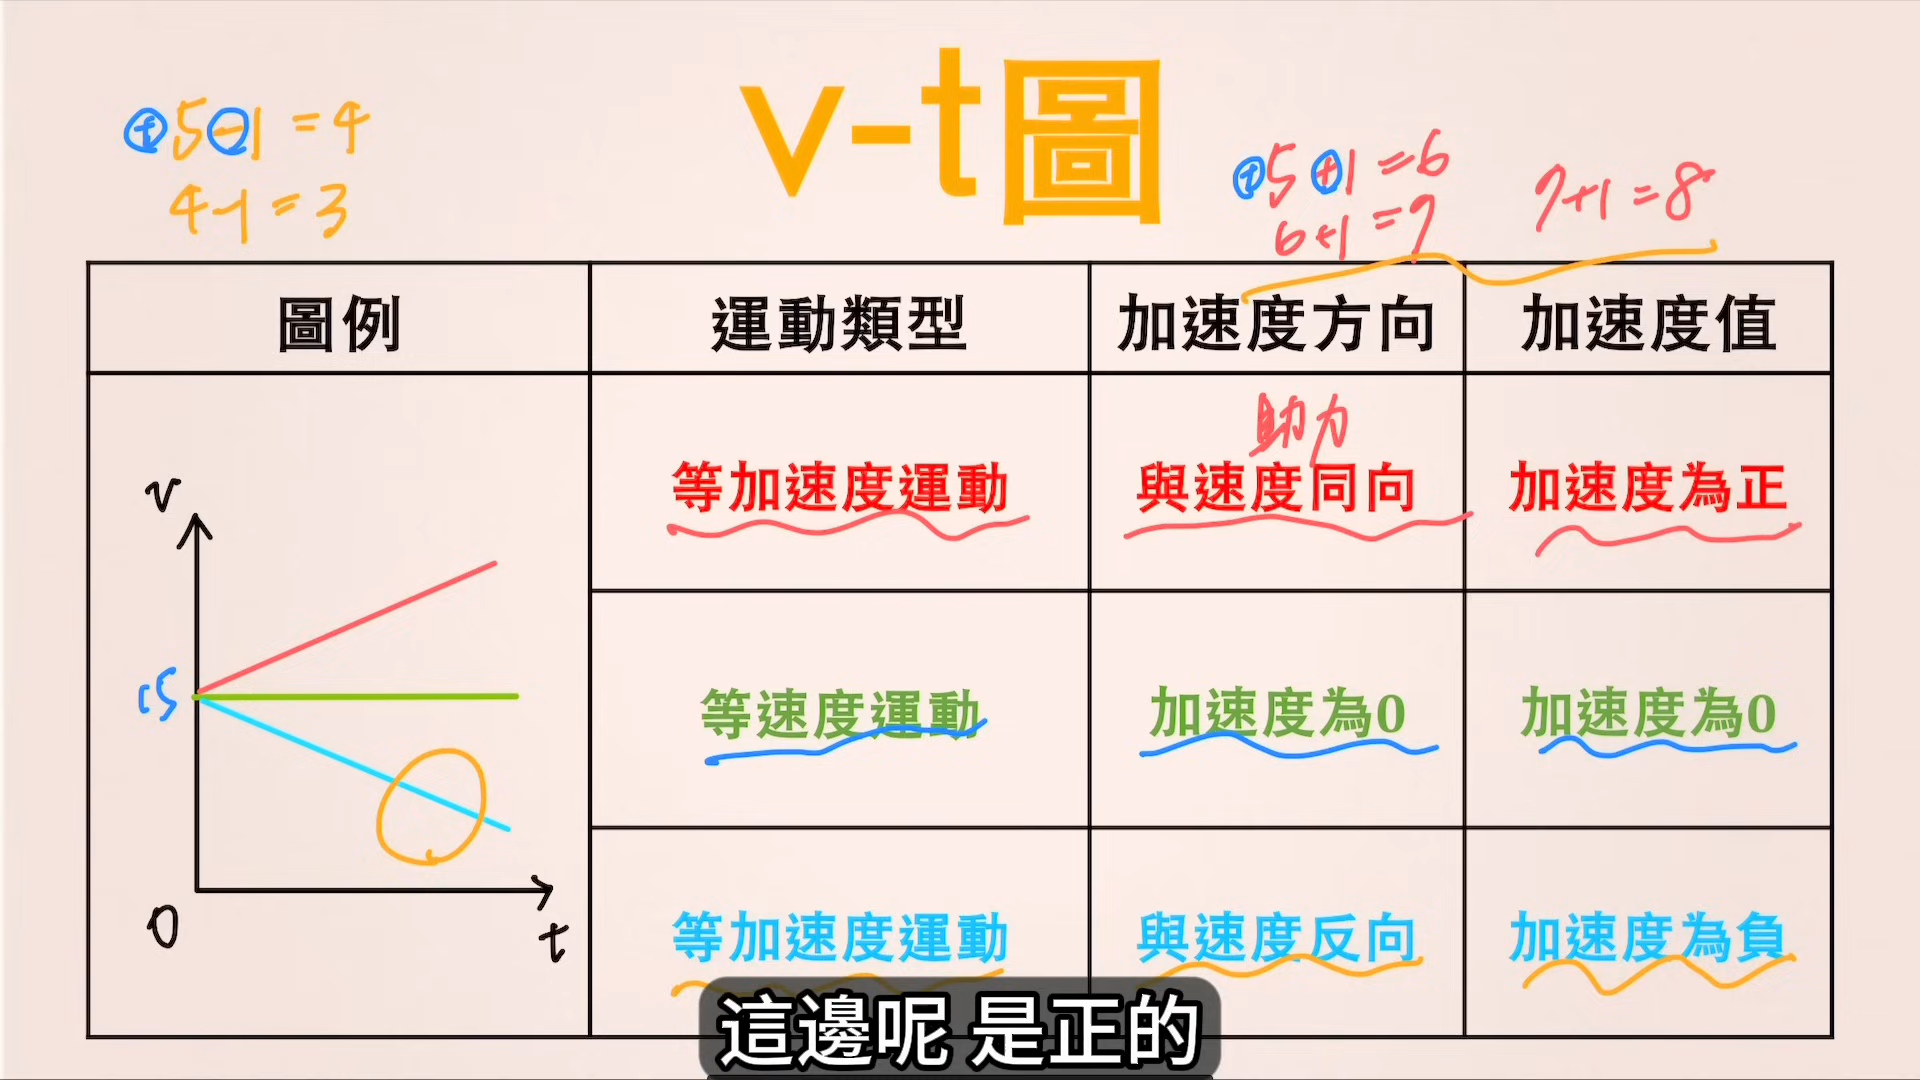 v-t圖
+5-1=4
4-1=3
+5+1=6
6+1=7
7+1=8
圖例 運動類型 加速度方向 加速度值
助力
等加速度運動 與速度同向 加速度為正
v
等速度運動 加速度為0 加速度為0
0
t
等加速度運動 與速度反向 加速度為負
這邊呢 是正的